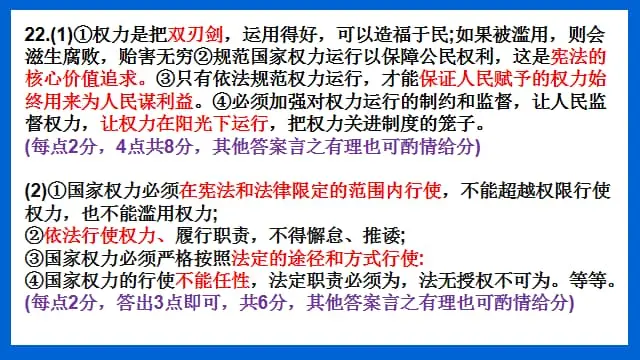 22.(1)①权力是把双刃剑，运用得好，可以造福于民;如果被滥用，则会
滋生腐败，贻害无穷②规范国家权力运行以保障公民权利，这是宪法的
核心价值追求。③只有依法规范权力运行，才能保证人民赋予的权力始
终用来为人民谋利益。④必须加强对权力运行的制约和监督，让人民监
督权力，让权力在阳光下运行，把权力关进制度的笼子。
(每点2分，4点共8分，其他答案言之有理也可酌情给分)
(2)①国家权力必须在宪法和法律限定的范围内行使，不能超越权限行使
权力，也不能滥用权力;
②依法行使权力、履行职责，不得懈怠、推诿;
③国家权力必须严格按照法定的途径和方式行使:
④国家权力的行使不能任性，法定职责必须为，法无授权不可为。等等。
(每点2分，答出3点即可，共6分，其他答案言之有理也可酌情给分)